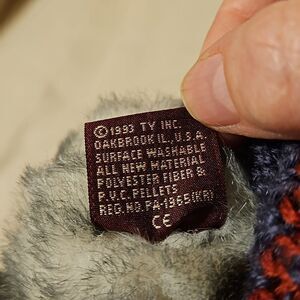 ©1993 TY INC.
OAKBROOK IL, U.S.A.
SURFACE WASHABLE
ALL NEW MATERIAL
POLYESTER FIBER &
P.V.C. PELLETS
REG.NO. PA-1965(KR)
CE